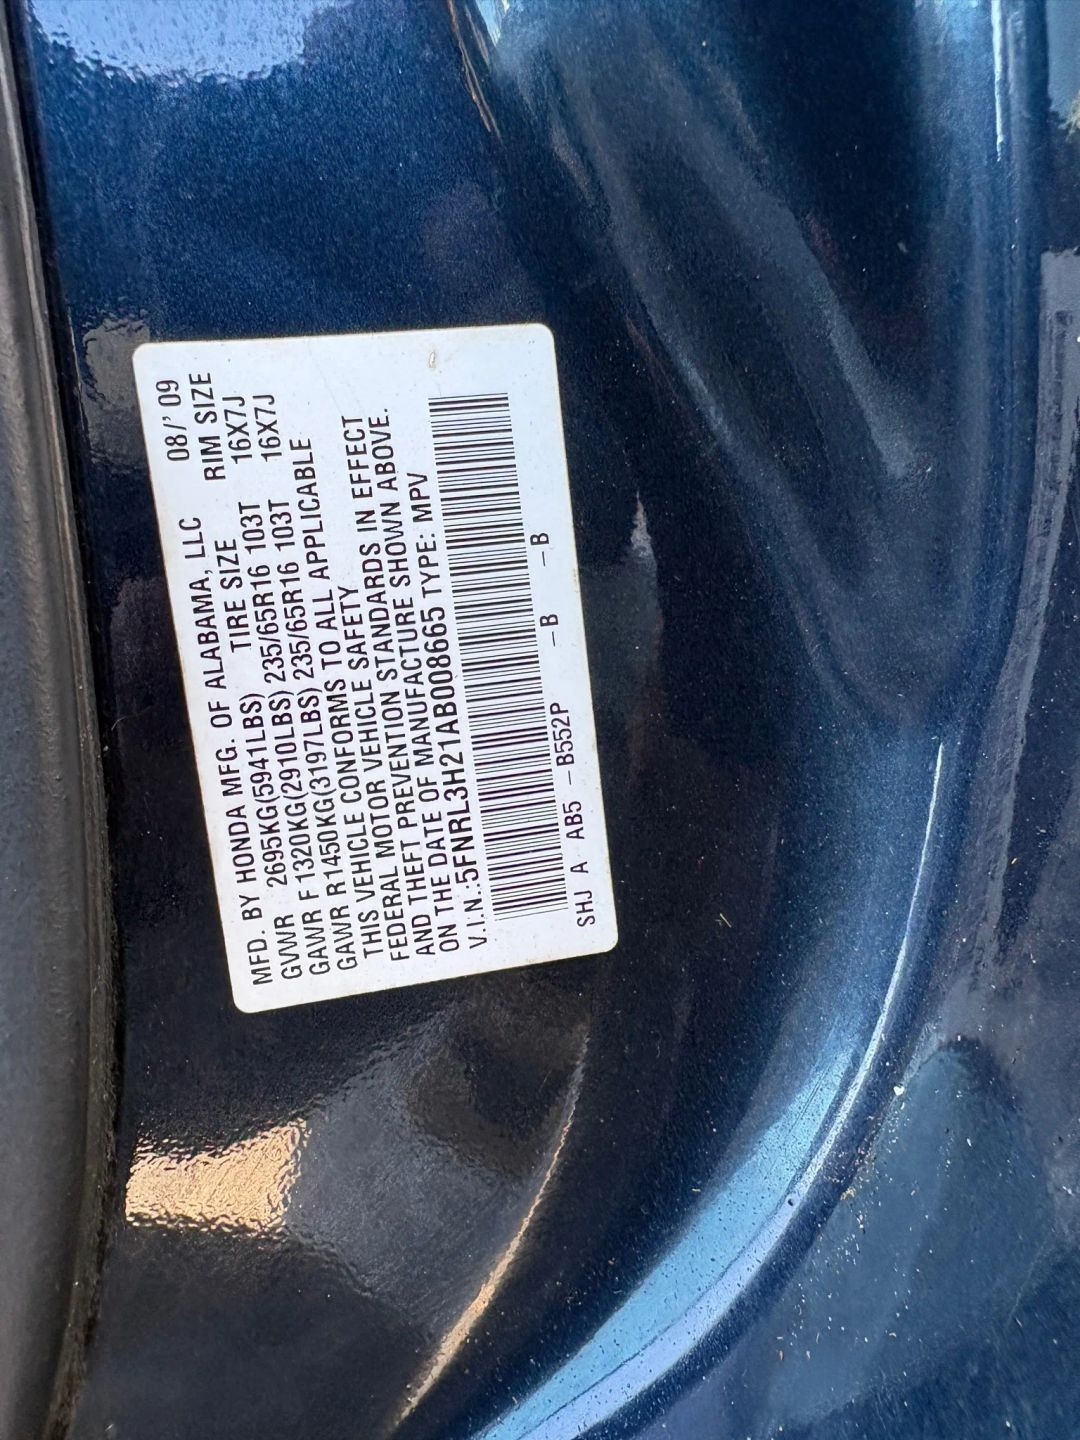 MFD. BY HONDA MFG. OF ALABAMA, LLC 08/' 09
GVWR 2695KG(5941LBS) TIRE SIZE RIM SIZE
GAWR F1320KG(2910LBS) 235/65R16 103T 16X7J
GAWR R1450KG(3197LBS) 235/65R16 103T 16X7J
THIS VEHICLE CONFORMS TO ALL APPLICABLE
FEDERAL MOTOR VEHICLE SAFETY
AND THEFT PREVENTION STANDARDS IN EFFECT
ON THE DATE OF MANUFACTURE SHOWN ABOVE.
V.I.N.:5FNRL3H21AB008665 TYPE: MPV
SHJ A AB5 -B552P -B -B